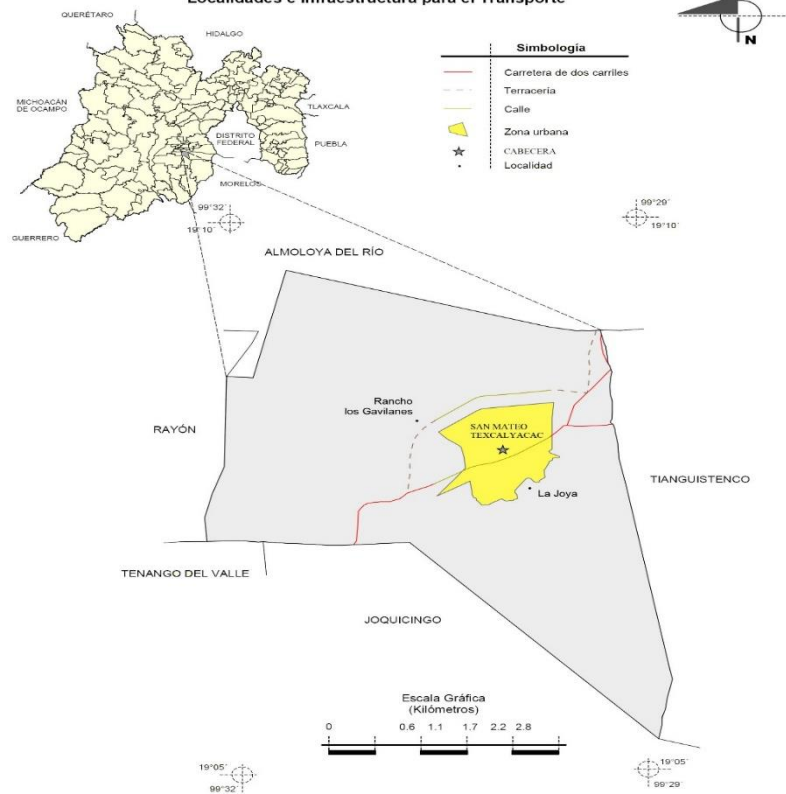 Localidades e Infraestructura para el Transporte
QUERÉTARO
HIDALGO
MICHOACÁN
DE OCAMPO
TLAXCALA
DISTRITO
FEDERAL
PUEBLA
MORELOS
GUERRERO
N
Simbología
Carretera de dos carriles
Terracería
Calle
Zona urbana
CABECERA
Localidad
99°32´
19°10´
99°29´
19°10´
ALMOLOYA DEL RÍO
Rancho
los Gavilanes
RAYÓN
SAN MATEO
TEXCALYACAC
TIANGUISTENCO
La Joya
TENANGO DEL VALLE
JOQUICINGO
Escala Gráfica
(Kilómetros)
0 0.6 1.1 1.7 2.2 2.8
19°05´
99°32´
19°05´
99°29´